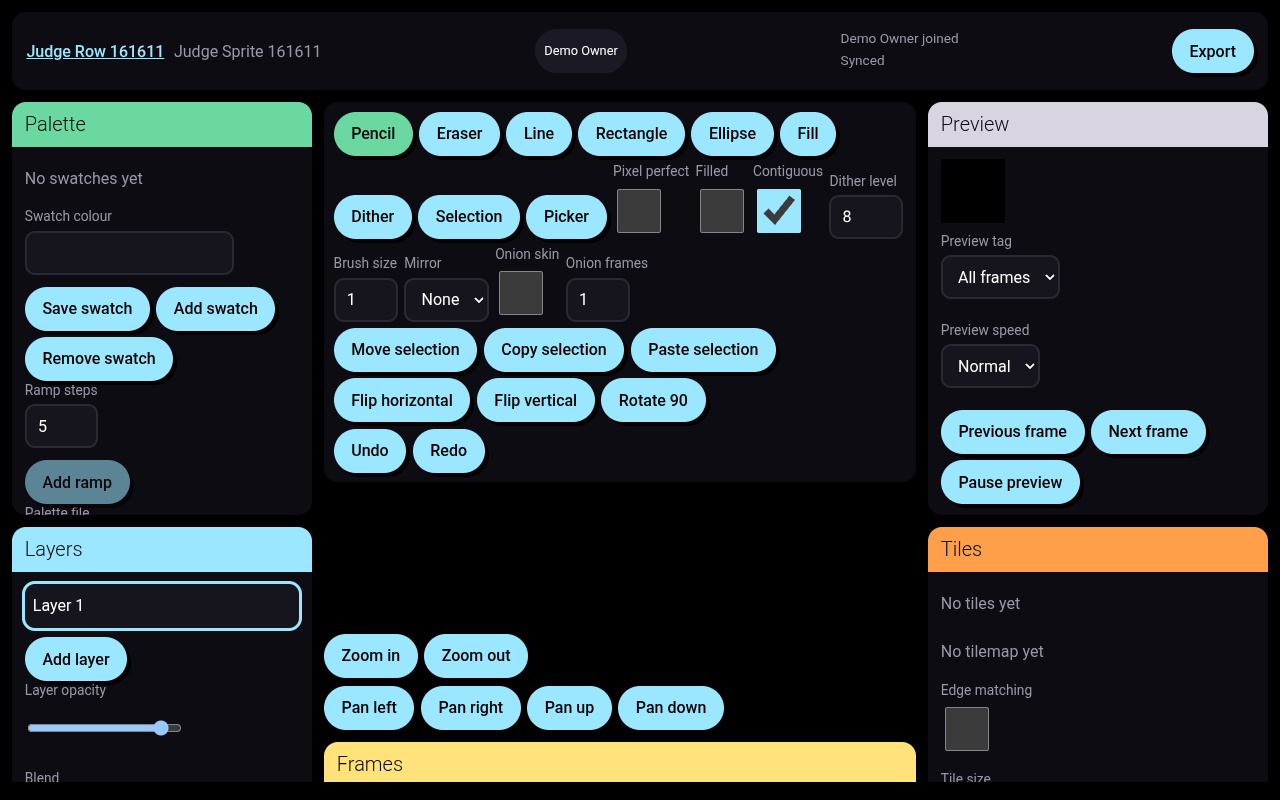 Judge Row 161611 Judge Sprite 161611
Demo Owner
Demo Owner joined
Synced
Export
Palette
No swatches yet
Swatch colour
Save swatch Add swatch
Remove swatch
Ramp steps
5
Add ramp
Palette file
Layers
Layer 1
Add layer
Layer opacity
Blend
Pencil Eraser Line Rectangle Ellipse Fill
Dither Selection Picker Pixel perfect Filled Contiguous Dither level
8
Brush size Mirror Onion skin Onion frames
1 None 1
Move selection Copy selection Paste selection
Flip horizontal Flip vertical Rotate 90
Undo Redo
Zoom in Zoom out
Pan left Pan right Pan up Pan down
Frames
Preview
Preview tag
All frames
Preview speed
Normal
Previous frame Next frame
Pause preview
Tiles
No tiles yet
No tilemap yet
Edge matching
Tile size